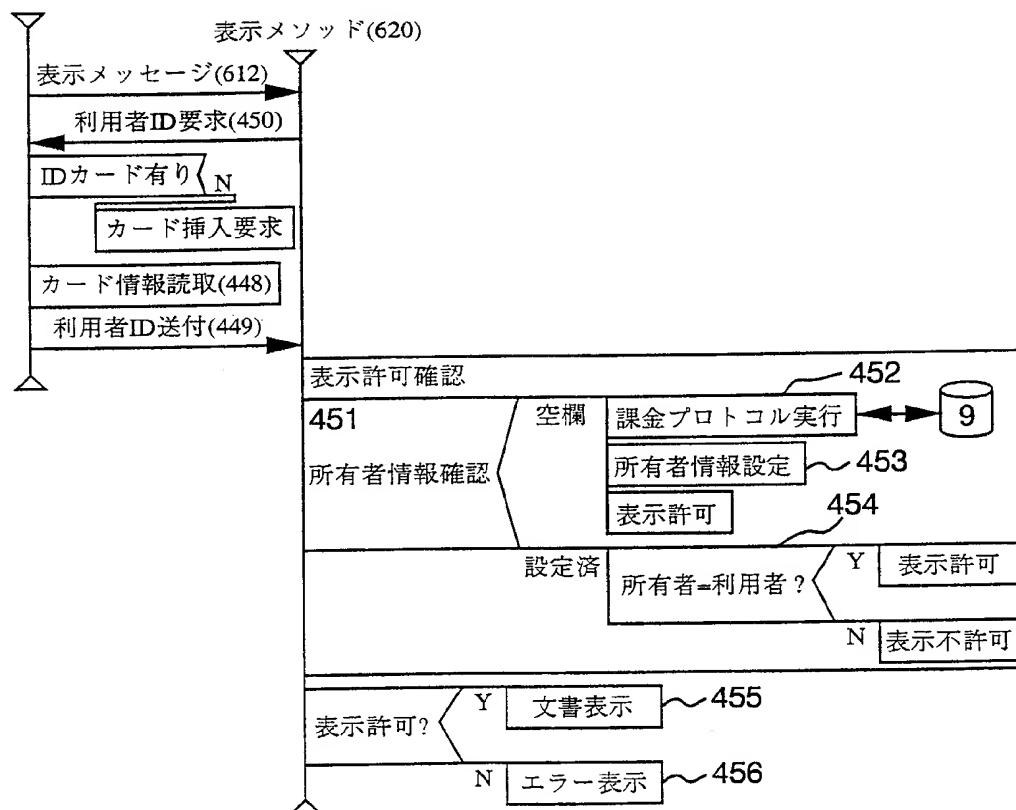 表示メソッド(620)
表示メッセージ(612)
利用者ID要求(450)
IDカード有り
N
カード挿入要求
カード情報読取(448)
利用者ID送付(449)
表示許可確認
451
所有者情報確認
空欄
452
課金プロトコル実行
9
所有者情報設定
453
表示許可
454
設定済
所有者=利用者?
Y
表示許可
N
表示不許可
表示許可?
Y
文書表示
455
N
エラー表示
456